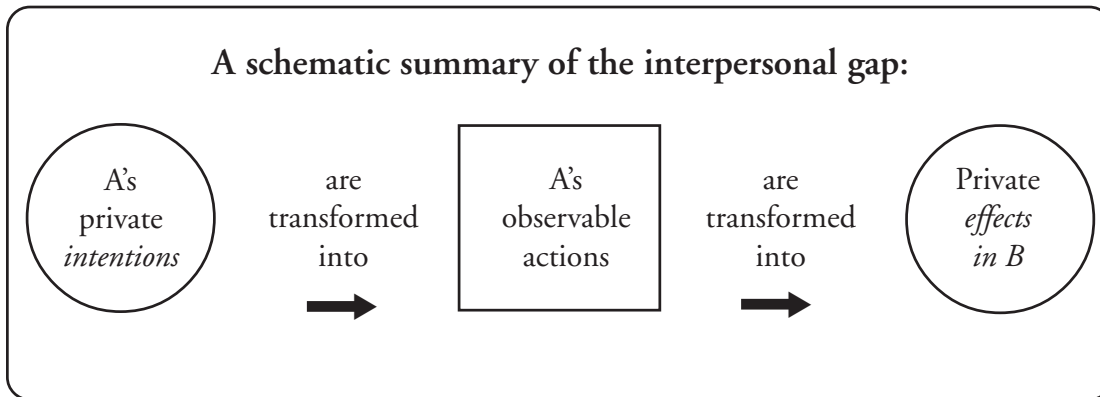 A schematic summary of the interpersonal gap:
A's
private
intentions
are
transformed
into
A's
observable
actions
are
transformed
into
Private
effects
in B